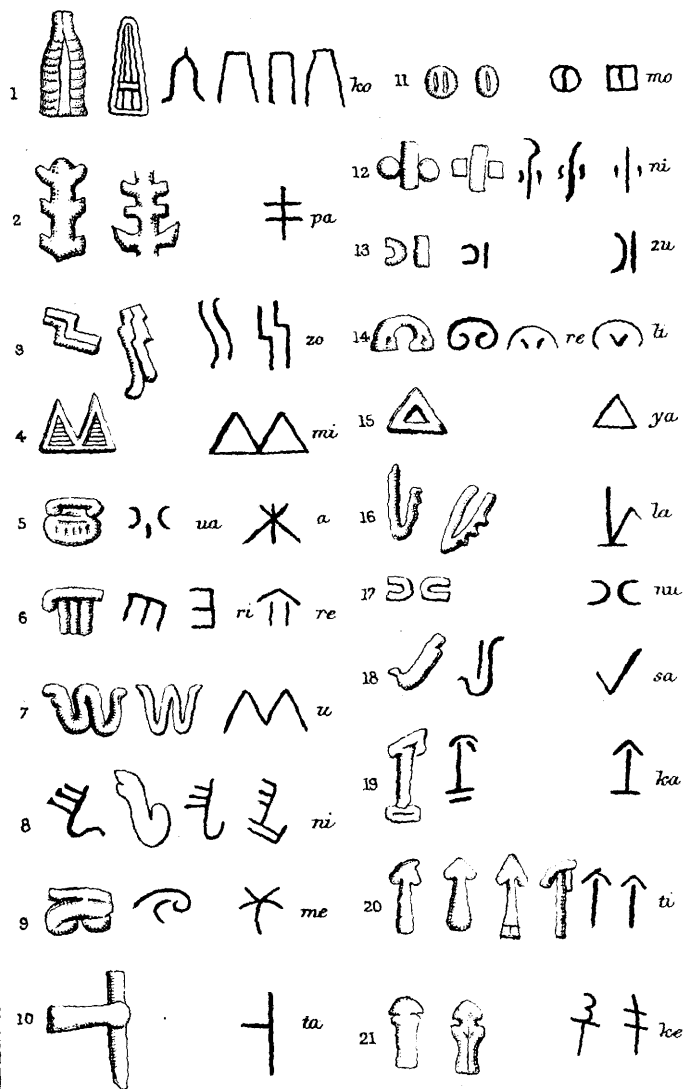 1 ko
2 pa
3 zo
4 mi
5 ua a
6 ri re
7 u
8 ni
9 me
10 ta
11 mo
12 ni
13 zu
14 re li
15 ya
16 la
17 nu
18 sa
19 ka
20 ti
21 ke